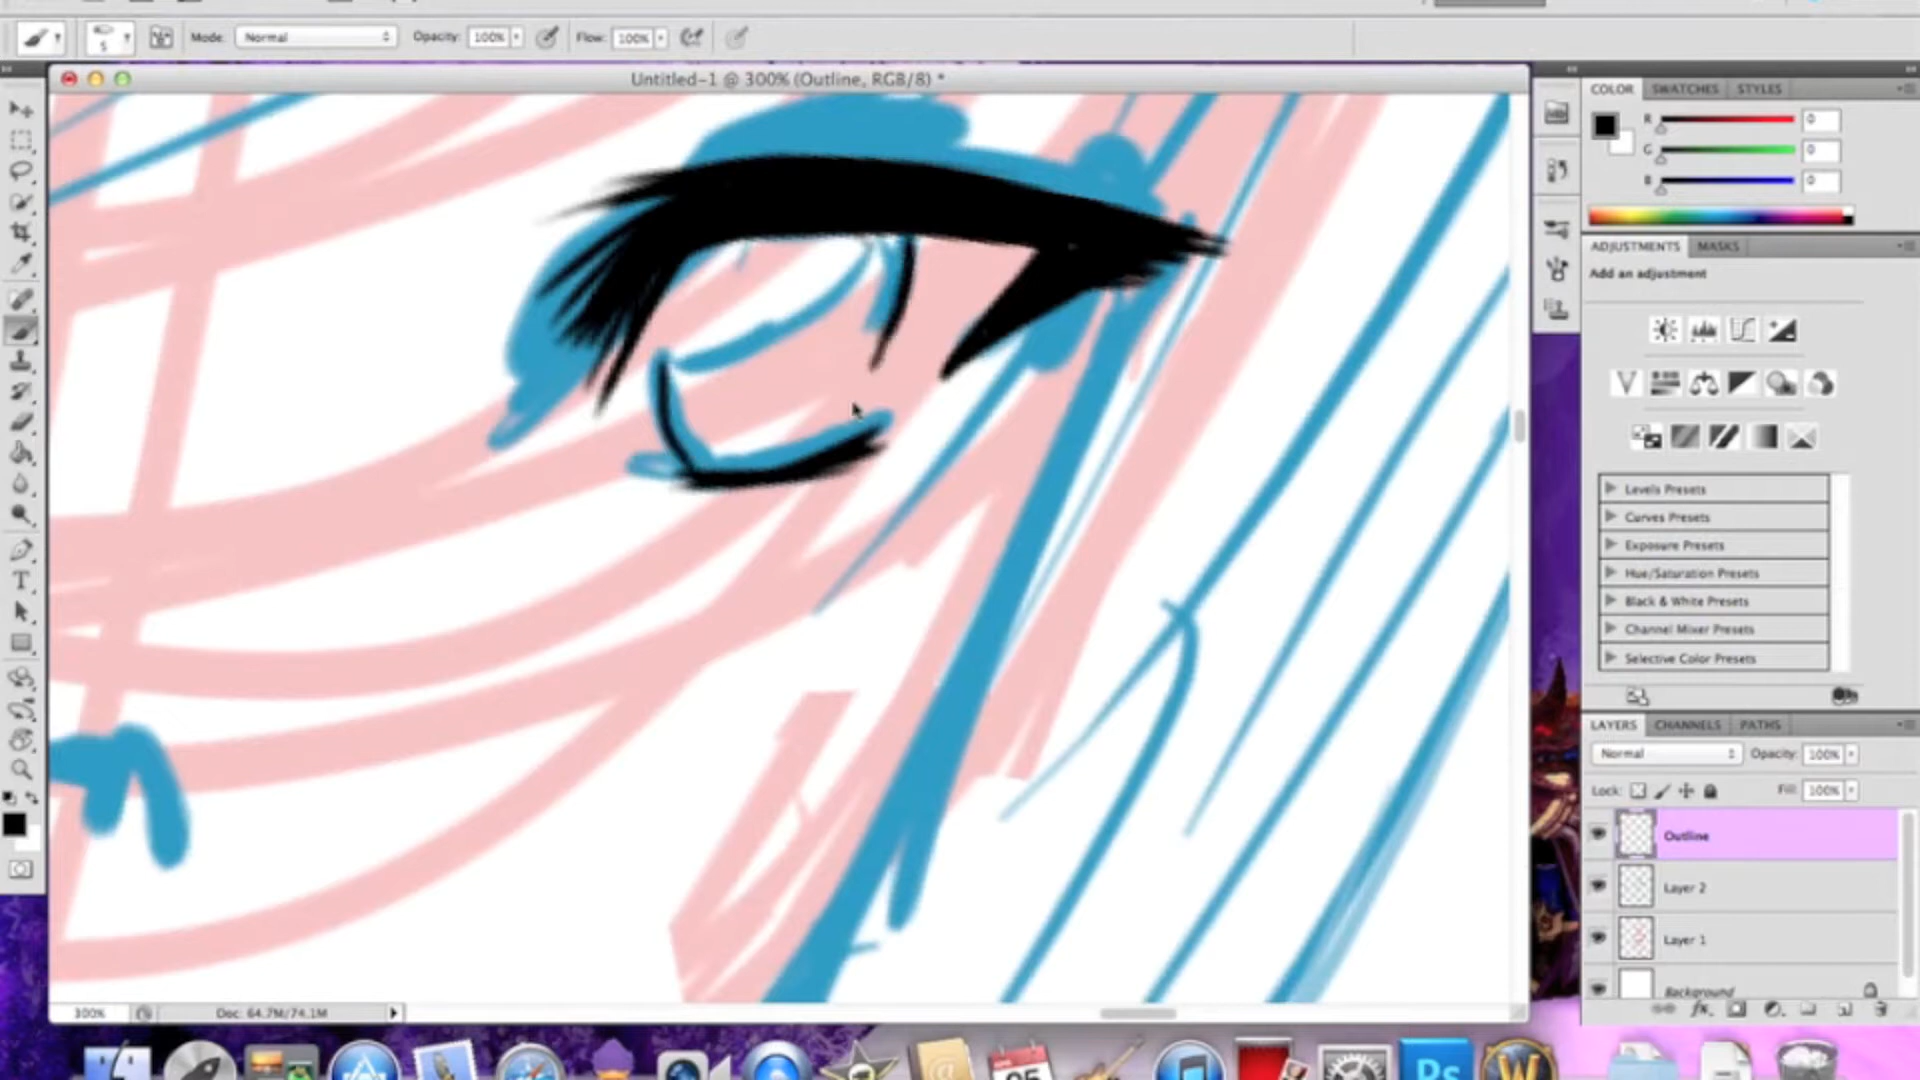 5 Mode: Normal Opacity: 100% Flow: 100%
Untitled-1 @ 300% (Outline, RGB/8) *
COLOR SWATCHES STYLES
R 0
G 0
B 0
ADJUSTMENTS MASKS
Add an adjustment
Levels Presets
Curves Presets
Exposure Presets
Hue/Saturation Presets
Black & White Presets
Channel Mixer Presets
Selective Color Presets
LAYERS CHANNELS PATHS
Normal Opacity: 100%
Lock: Fill: 100%
Outline
Layer 2
Layer 1
Background
fx
T
300% Doc: 64.7M/74.1M
Ps
W